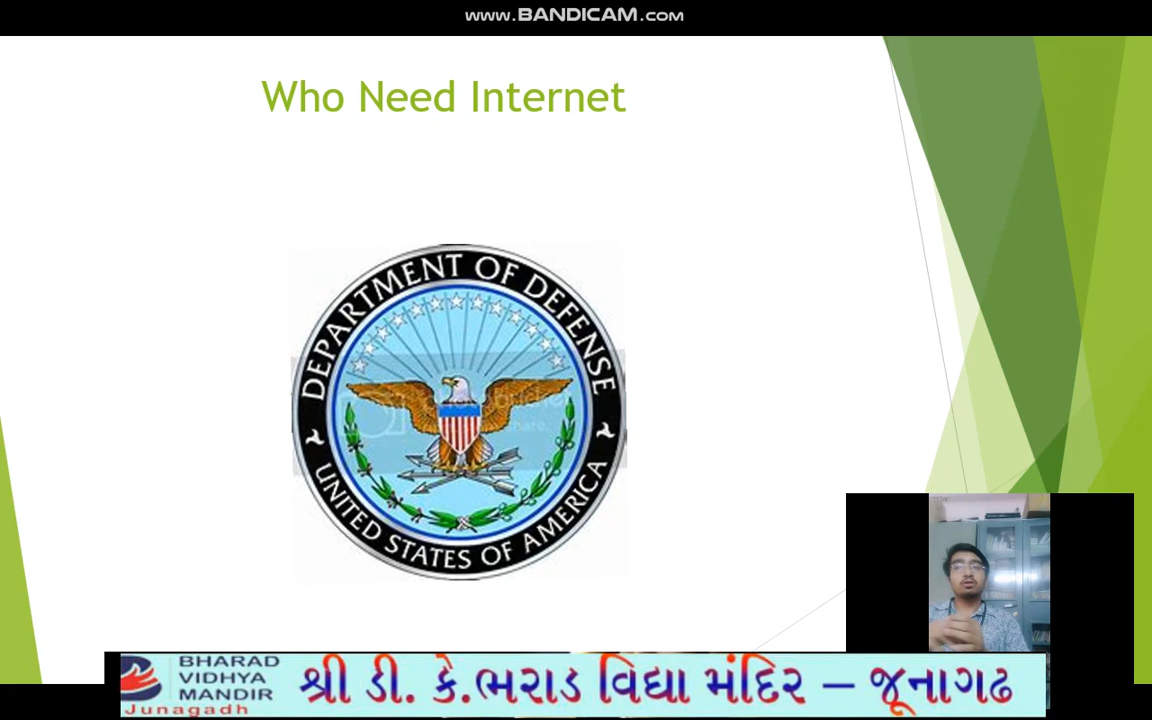 www.BANDICAM.com
Who Need Internet
DEPARTMENT OF DEFENSE
UNITED STATES OF AMERICA
BHARAD
VIDHYA
MANDIR
Junagadh
શ્રી ડી. કે.ભરાડ વિદ્યા મંદિર – જૂનાગઢ